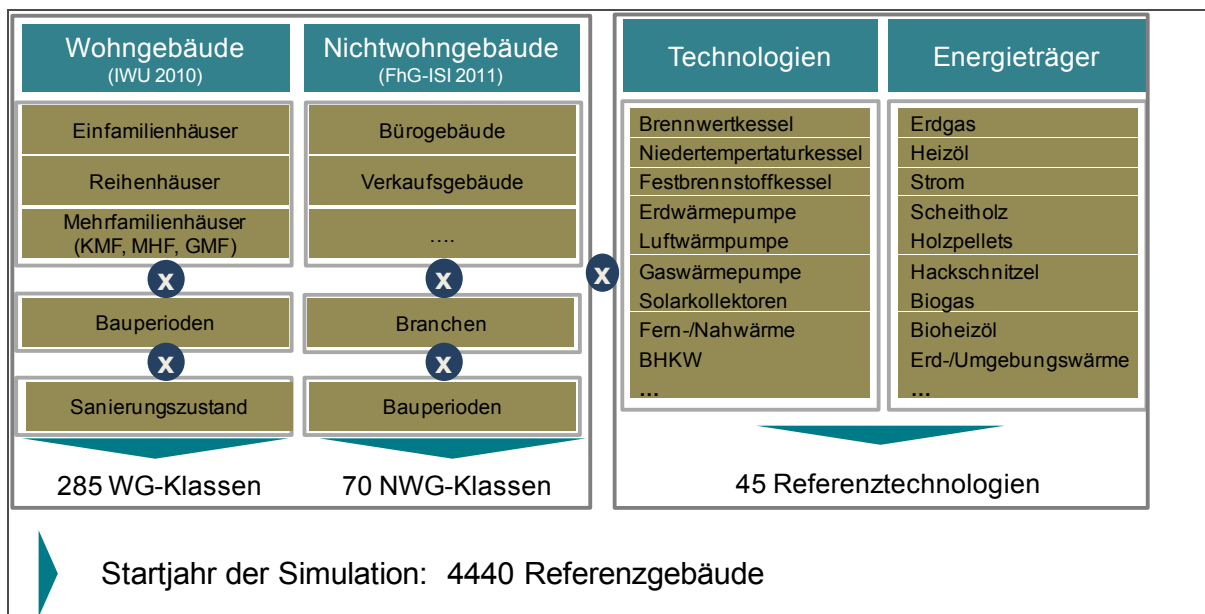 Wohngebäude
(IWU 2010)
Einfamilienhäuser
Reihenhäuser
Mehrfamilienhäuser
(KMF, MHF, GMF)
x
Bauperioden
x
Sanierungszustand
285 WG-Klassen
Nichtwohngebäude
(FhG-ISI 2011)
Bürogebäude
Verkaufsgebäude
....
x
Branchen
x
Bauperioden
70 NWG-Klassen
x
Technologien
Brennwertkessel
Niedertempertaturkessel
Festbrennstoffkessel
Erdwärmepumpe
Luftwärmpumpe
Gaswärmepumpe
Solarkollektoren
Fern-/Nahwärme
BHKW
...
Energieträger
Erdgas
Heizöl
Strom
Scheitholz
Holzpellets
Hackschnitzel
Biogas
Bioheizöl
Erd-/Umgebungswärme
...
45 Referenztechnologien
Startjahr der Simulation: 4440 Referenzgebäude